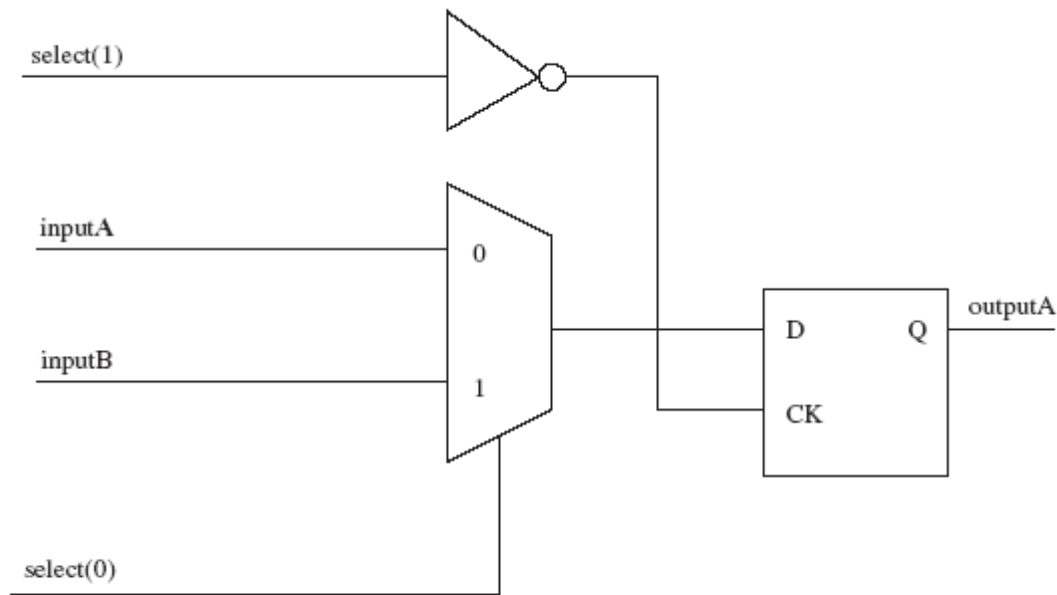 select(1)
inputA
0
outputA
D
Q
inputB
1
CK
select(0)